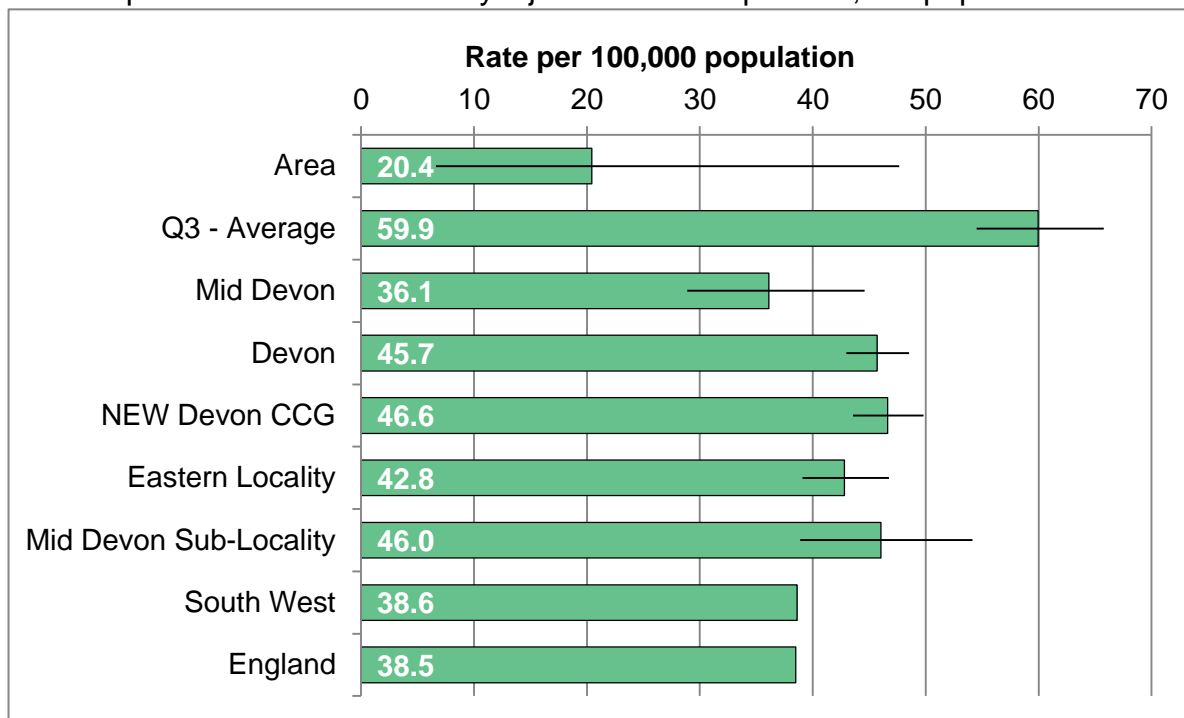 Rate per 100,000 population
0 10 20 30 40 50 60 70
Area 20.4
Q3 - Average 59.9
Mid Devon 36.1
Devon 45.7
NEW Devon CCG 46.6
Eastern Locality 42.8
Mid Devon Sub-Locality 46.0
South West 38.6
England 38.5